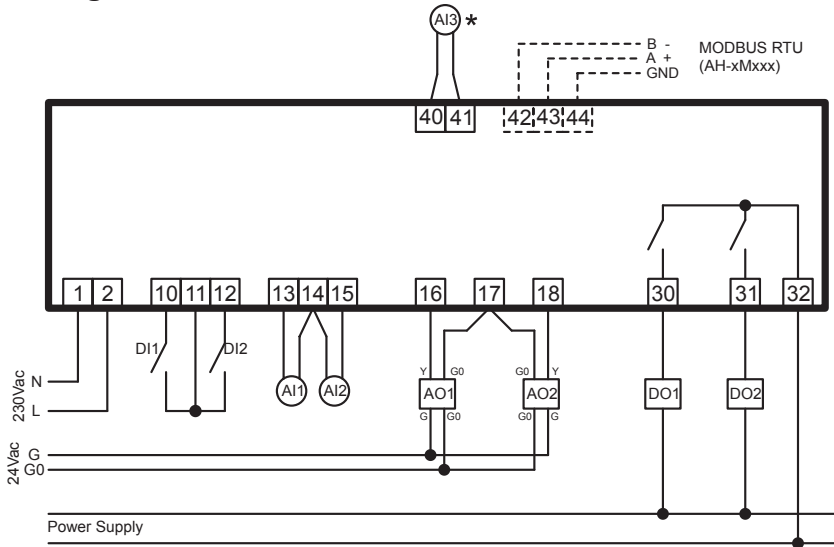 AI3 *
B -
A +
GND
MODBUS RTU
(AH-xMxxx)
40 41 42 43 44
1 2 10 11 12 13 14 15 16 17 18 30 31 32
DI1 DI2
230Vac
N
L
AI1 AI2
Y G0 G0 Y
AO1 AO2 DO1 DO2
G G0 G0 G
24Vac
G
G0
Power Supply